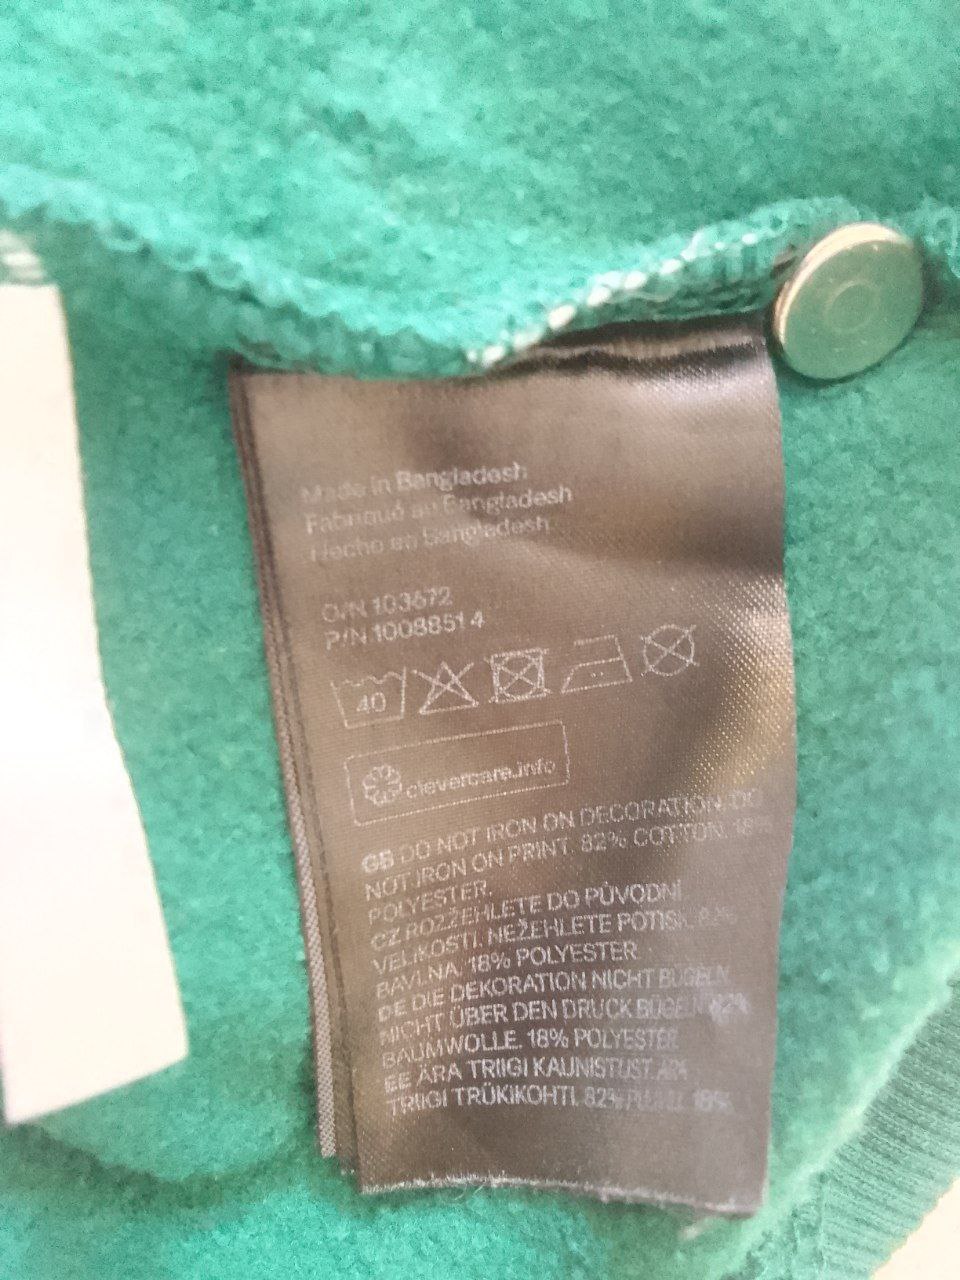 Made in Bangladesh
Fabriqué au Bangladesh
Hecho en Bangladesh
O/N 103672
P/N 10088514
40
clevercare.info
GB DO NOT IRON ON DECORATION. DO
NOT IRON ON PRINT. 82% COTTON. 18%
POLYESTER.
CZ ROZŽEHLETE DO PŮVODNÍ
VELIKOSTI. NEŽEHLETE POTISK. 82%
BAVLNA. 18% POLYESTER
DE DIE DEKORATION NICHT BÜGELN.
NICHT ÜBER DEN DRUCK BÜGELN. 82%
BAUMWOLLE. 18% POLYESTER
EE ÄRA TRIIGI KAUNISTUST. ÄRA
TRIIGI TRÜKIKOHTI. 82% 18%